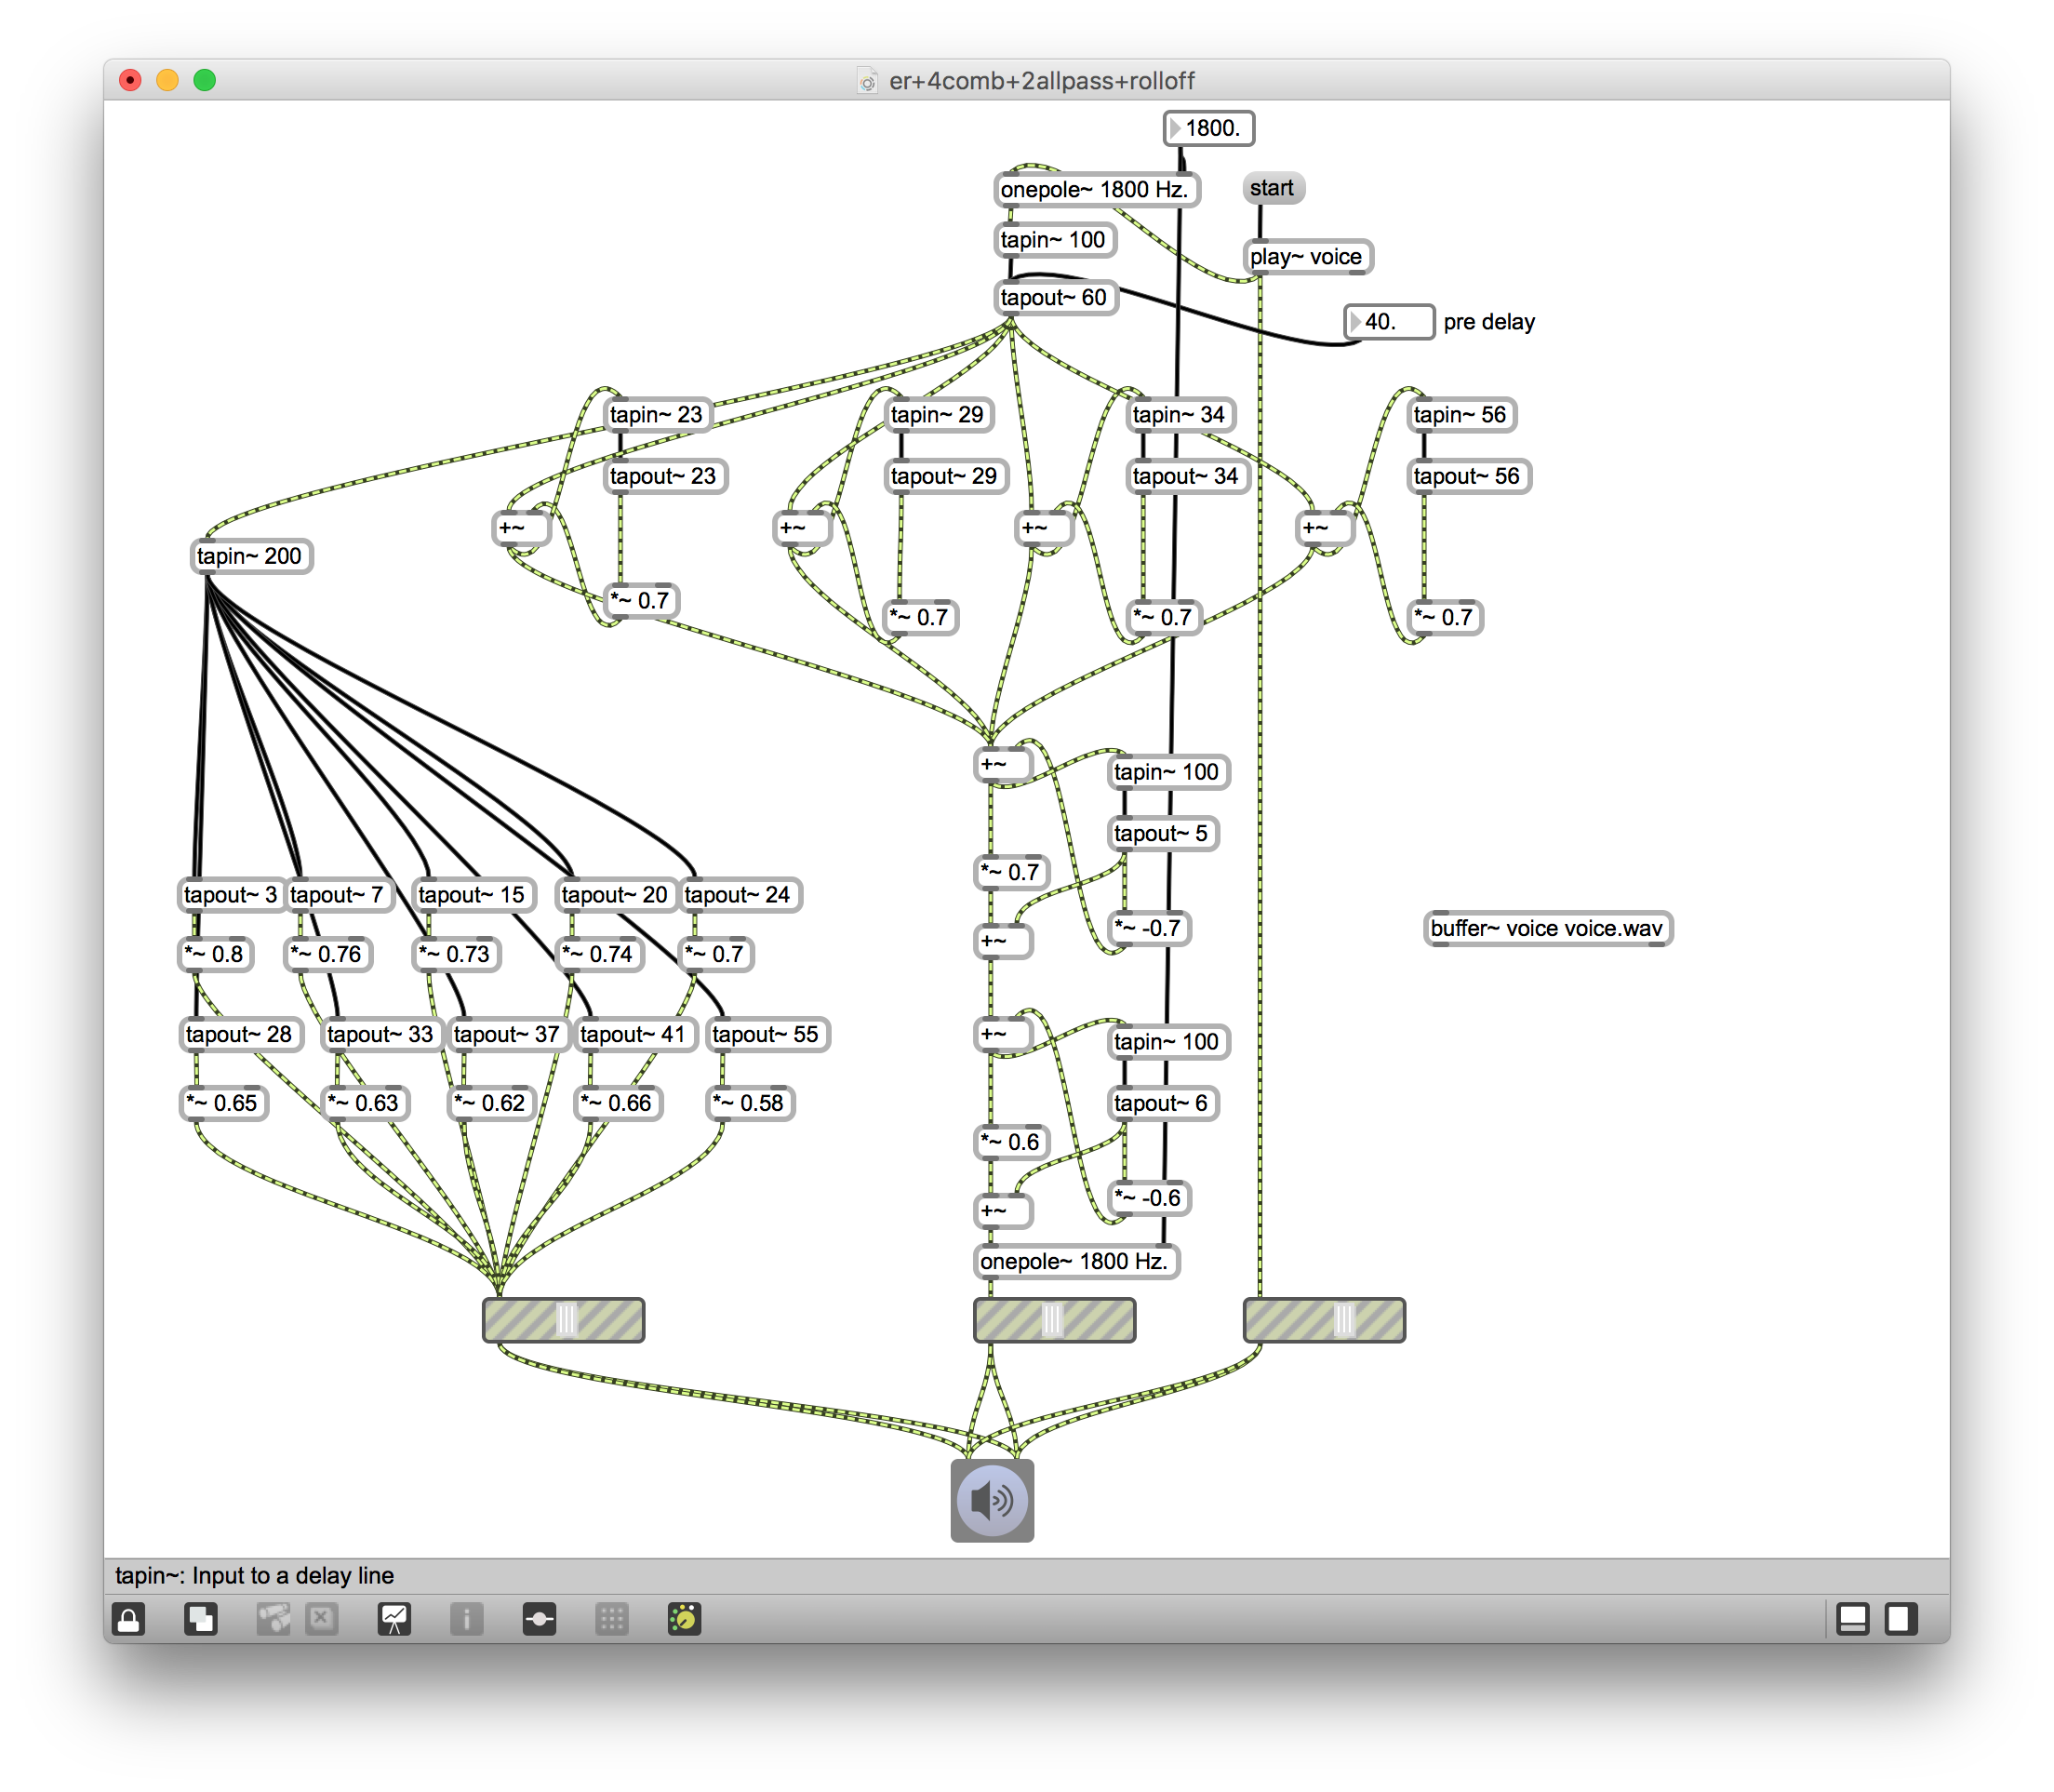 er+4comb+2allpass+rolloff
1800.
onepole~ 1800 Hz.
start
tapin~ 100
play~ voice
tapout~ 60
40.
pre delay
tapin~ 23
tapin~ 29
tapin~ 34
tapin~ 56
tapout~ 23
tapout~ 29
tapout~ 34
tapout~ 56
+~
+~
+~
+~
tapin~ 200
*~ 0.7
*~ 0.7
*~ 0.7
*~ 0.7
+~
tapin~ 100
tapout~ 5
*~ 0.7
tapout~ 3
tapout~ 7
tapout~ 15
tapout~ 20
tapout~ 24
*~ -0.7
buffer~ voice voice.wav
+~
*~ 0.8
*~ 0.76
*~ 0.73
*~ 0.74
*~ 0.7
tapout~ 28
tapout~ 33
tapout~ 37
tapout~ 41
tapout~ 55
+~
tapin~ 100
*~ 0.65
*~ 0.63
*~ 0.62
*~ 0.66
*~ 0.58
tapout~ 6
*~ 0.6
*~ -0.6
+~
onepole~ 1800 Hz.
tapin~: Input to a delay line